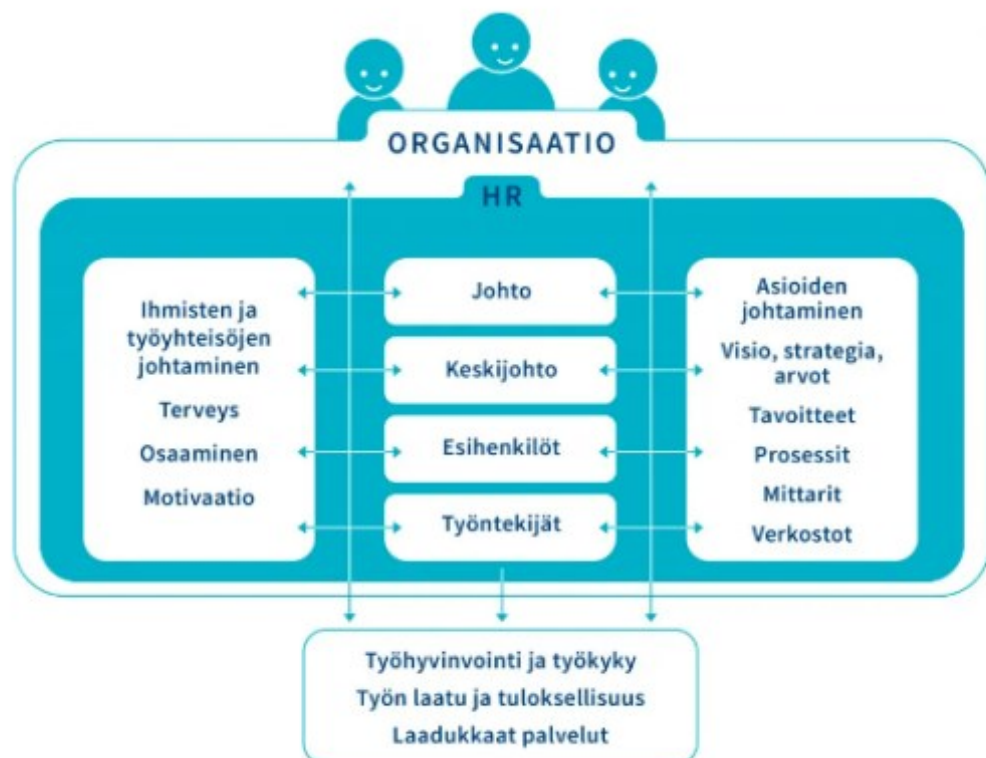 ORGANISAATIO
HR
Ihmisten ja
työyhteisöjen
johtaminen
Terveys
Osaaminen
Motivaatio
Johto
Keskijohto
Esihenkilöt
Työntekijät
Asioiden
johtaminen
Visio, strategia,
arvot
Tavoitteet
Prosessit
Mittarit
Verkostot
Työhyvinvointi ja työkyky
Työn laatu ja tuloksellisuus
Laadukkaat palvelut